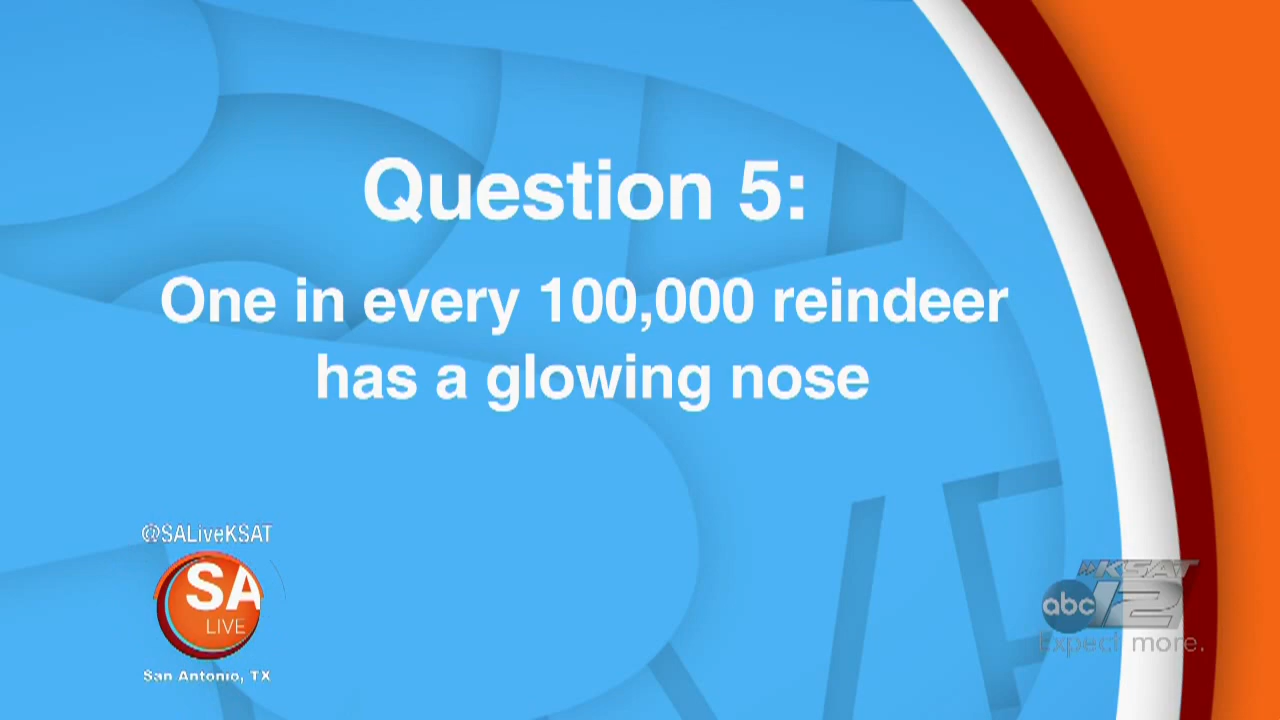 Question 5:
One in every 100,000 reindeer
has a glowing nose
@SALiveKSAT
SA
LIVE
San Antonio, TX
KSAT
abc 12
Expect more.